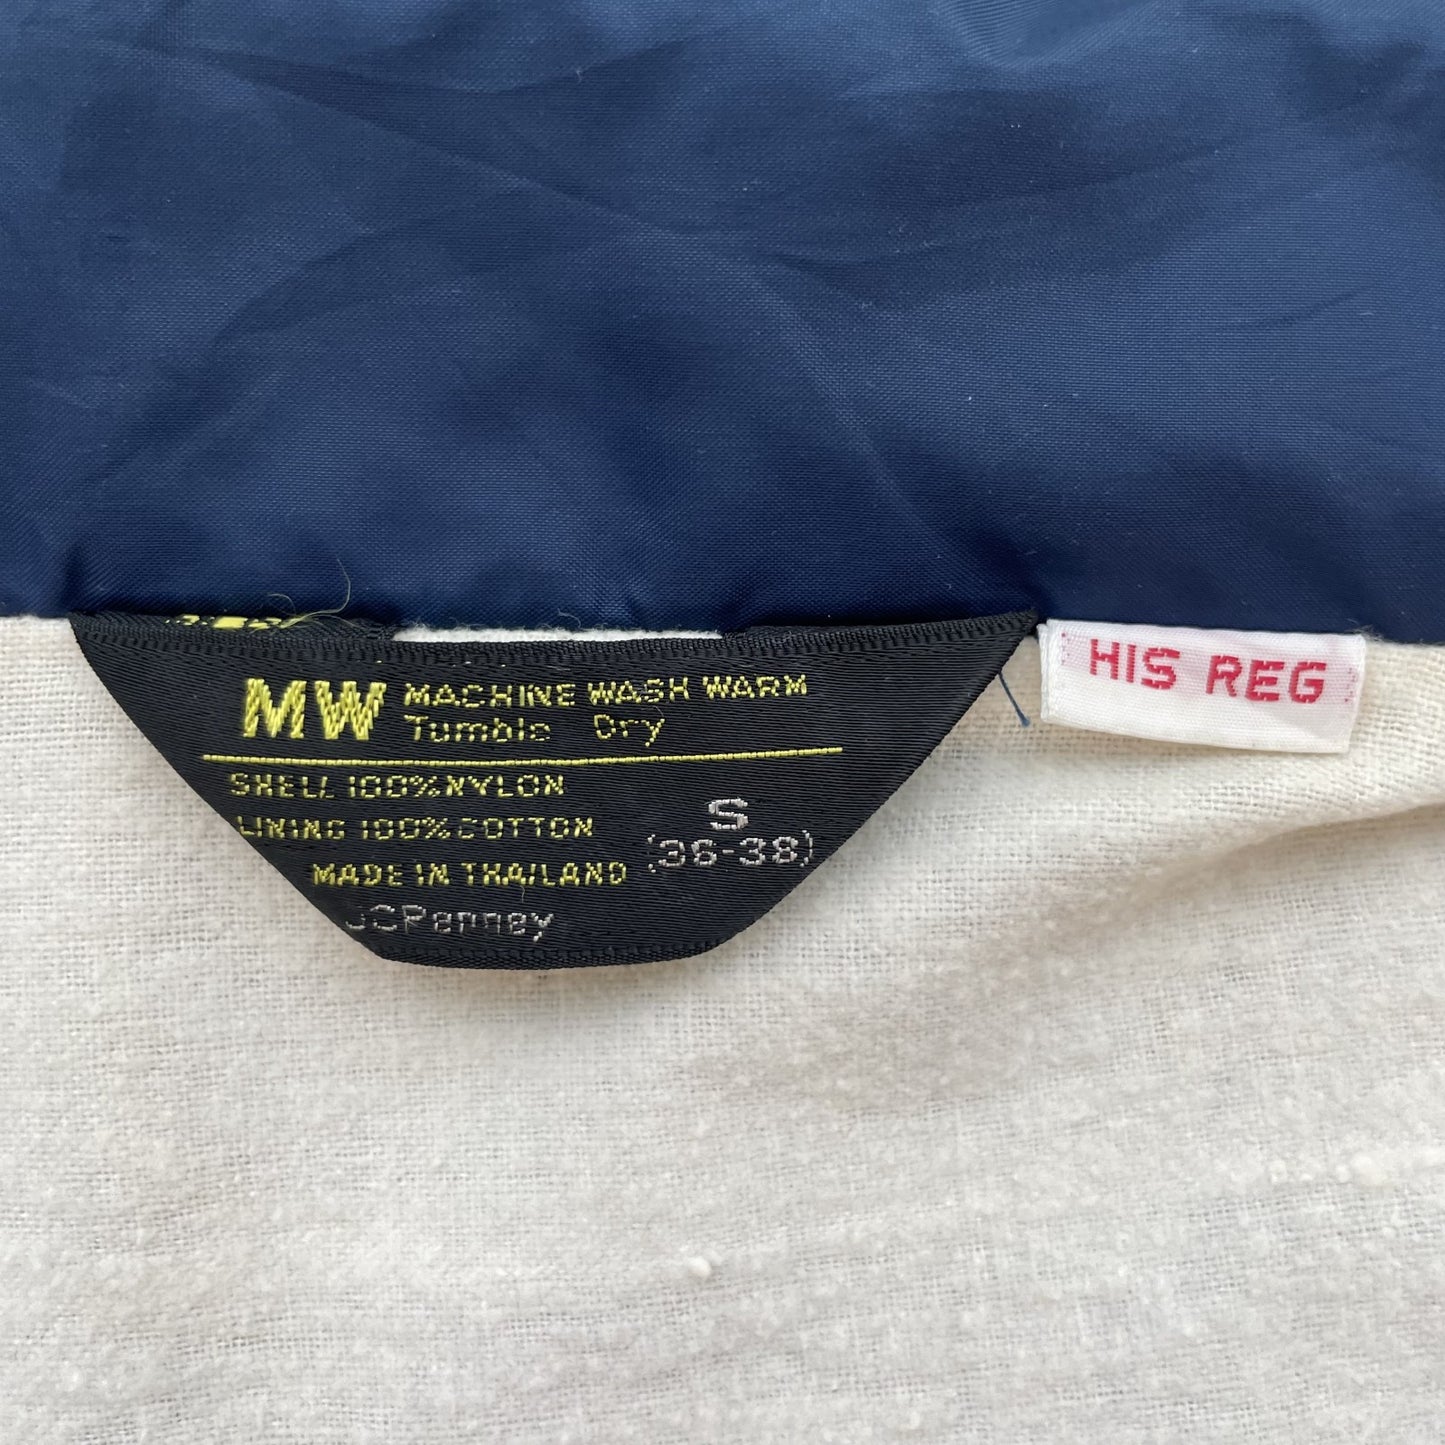 MW MACHINE WASH WARM
Tumble Dry
SHELL 100% NYLON
LINING 100% COTTON
MADE IN THAILAND
JCPenney
S
(36-38)
HIS REG